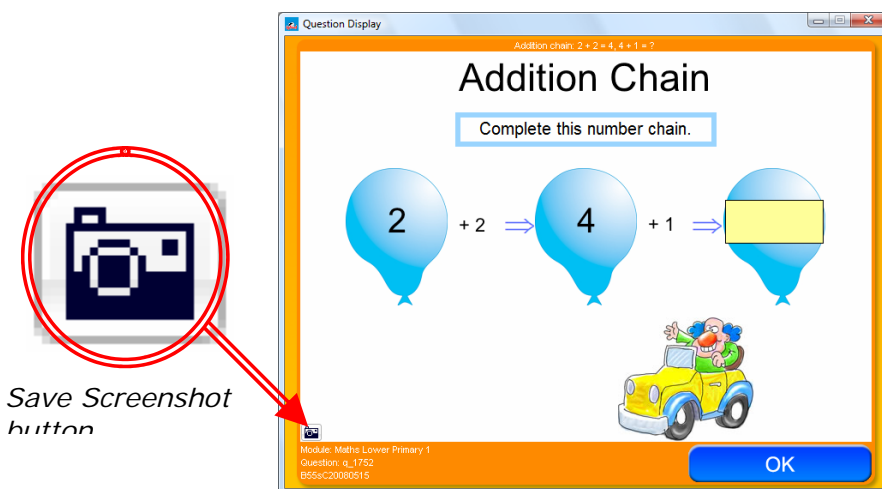 Question Display
Addition chain: 2 + 2 = 4, 4 + 1 = ?
Addition Chain
Complete this number chain.
2 + 2 ⇒ 4 + 1 ⇒
Save Screenshot
button
Module: Maths Lower Primary 1
Question: q_1752
B55sC20080515
OK